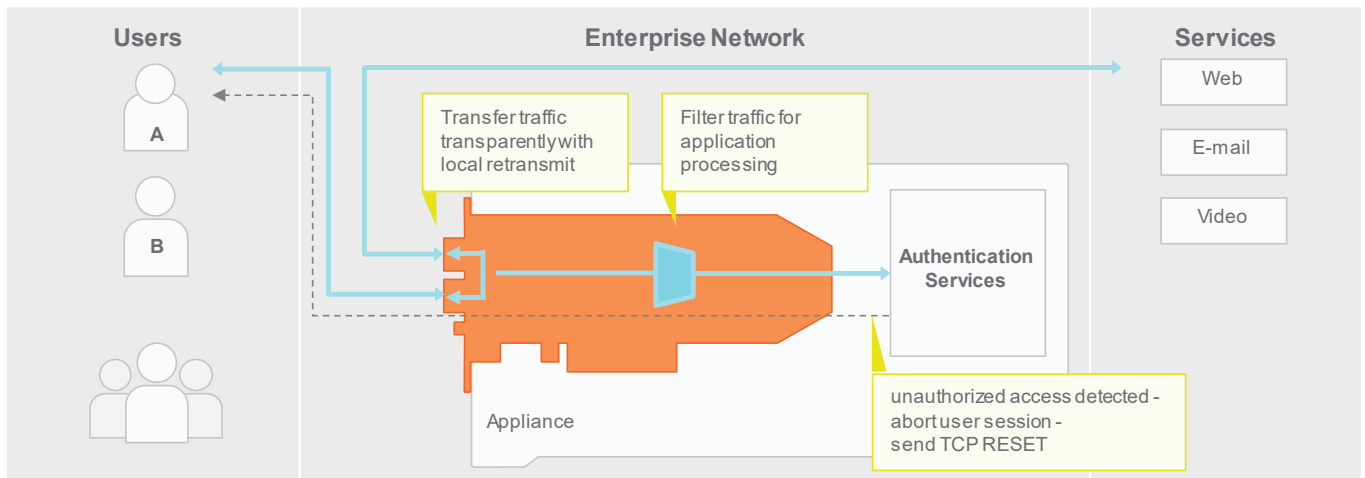 Users
Enterprise Network
Services
A
B
Transfer traffic
transparently with
local retransmit
Filter traffic for
application
processing
Authentication
Services
Appliance
unauthorized access detected -
abort user session -
send TCP RESET
Web
E-mail
Video